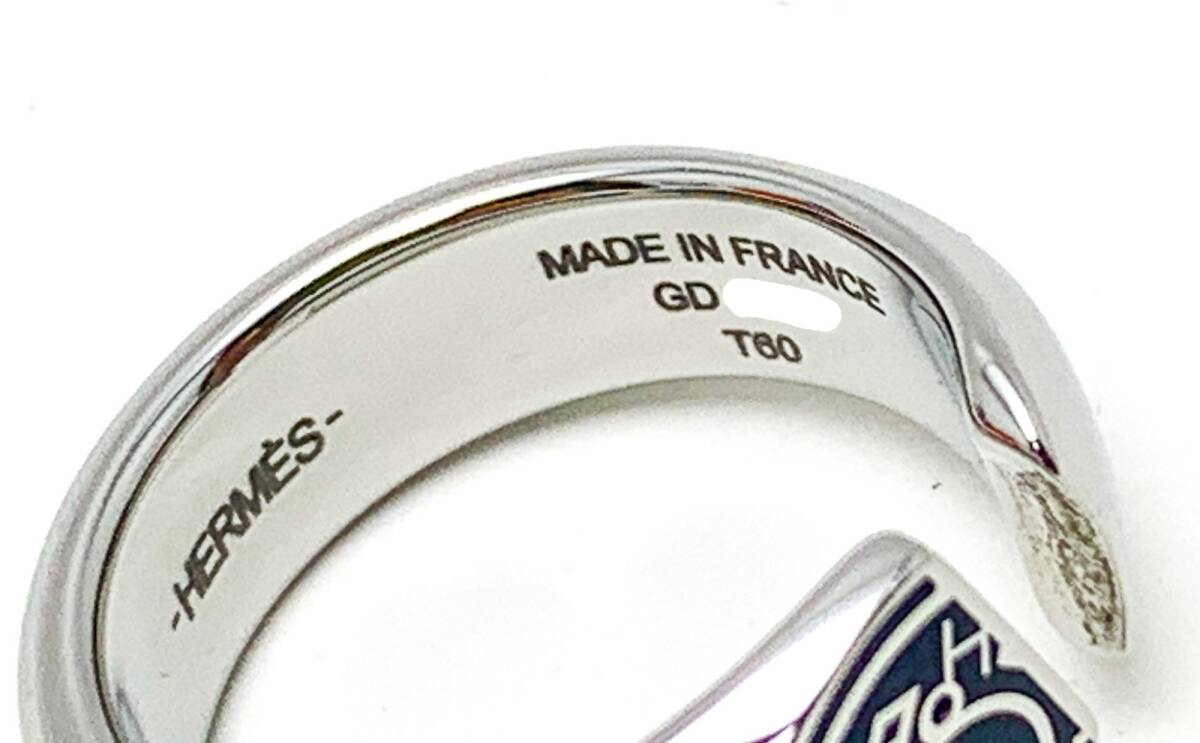 -HERMÈS-
MADE IN FRANCE
GD
T60